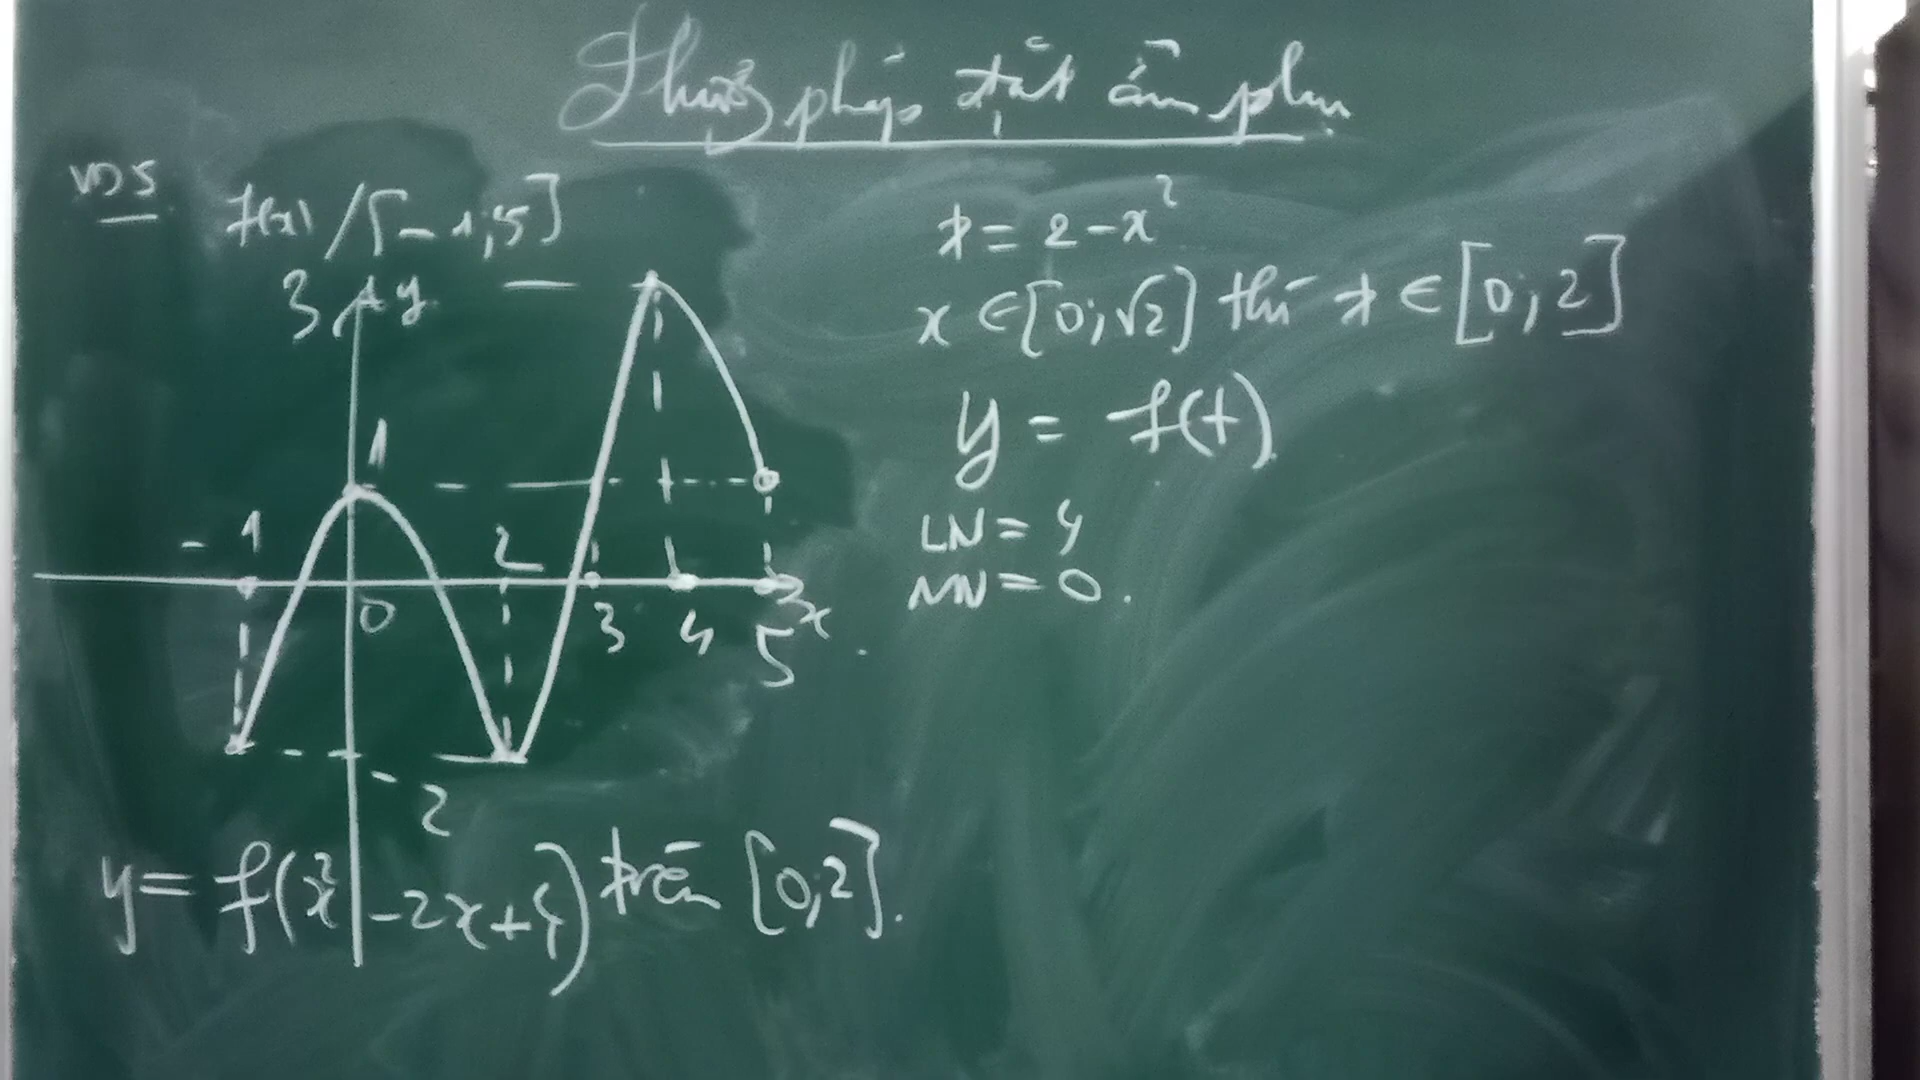 Phương pháp đặt ẩn phụ
VD5
f(x) / [-1;5]
3
y
1
-1
2
0
3
4
5
x
-2
y = f(x² - 2x + 4) trên [0;2].
t = 2 - x²
x ∈ [0;√2] thì t ∈ [0;2]
y = f(t).
LN = 4
NN = 0.